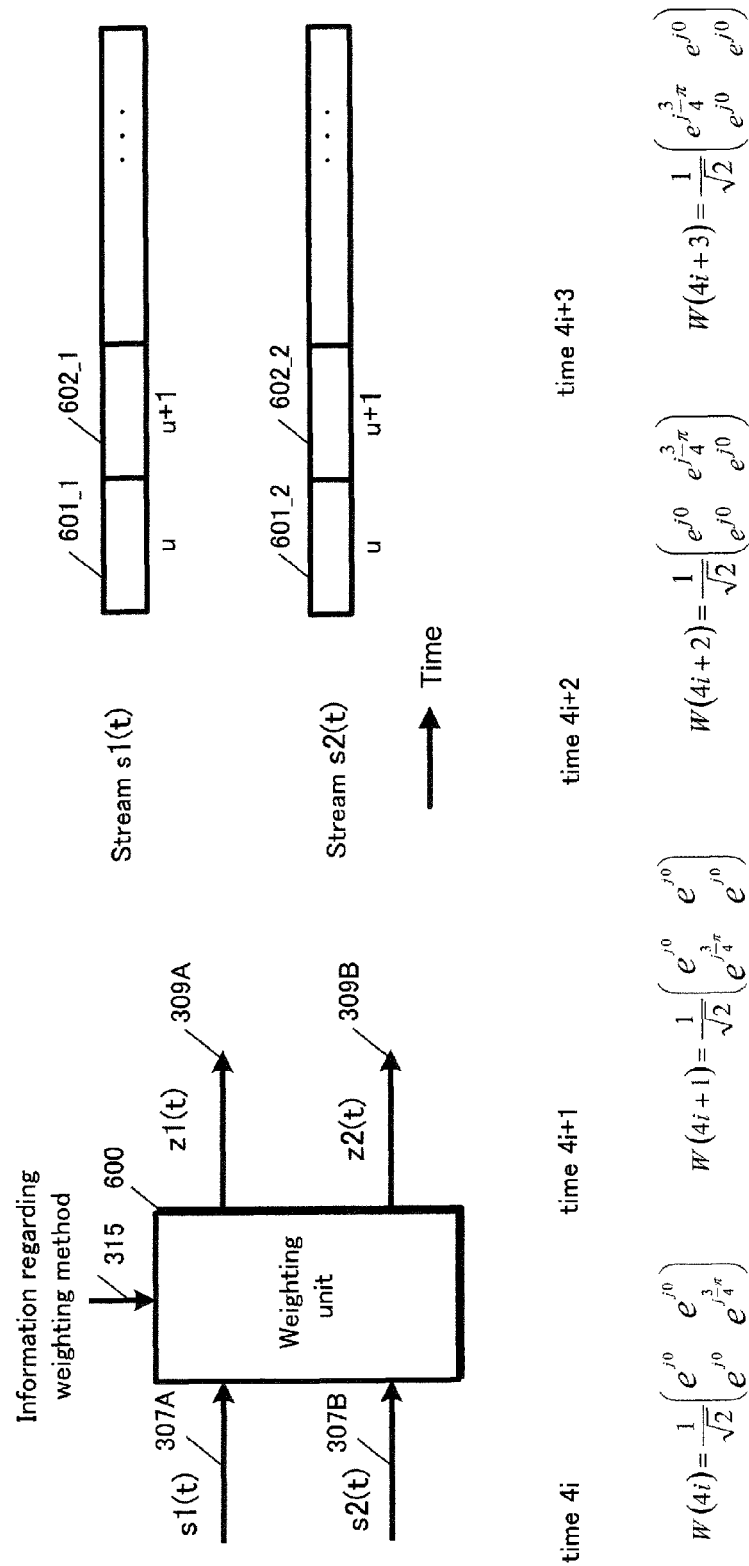 Information regarding
weighting method
315
600
307A
s1(t)
z1(t)
309A
Weighting
unit
307B
s2(t)
z2(t)
309B
Stream s1(t)
601_1
602_1
. . .
u
u+1
Stream s2(t)
601_2
602_2
. . .
u
u+1
Time
time 4i
time 4i+1
time 4i+2
time 4i+3
W(4i) = 1/√2 ( e^{j0} e^{j0} ; e^{j0} e^{j3/4π} )
W(4i+1) = 1/√2 ( e^{j0} e^{j0} ; e^{j3/4π} e^{j0} )
W(4i+2) = 1/√2 ( e^{j0} e^{j3/4π} ; e^{j0} e^{j0} )
W(4i+3) = 1/√2 ( e^{j3/4π} e^{j0} ; e^{j0} e^{j0} )